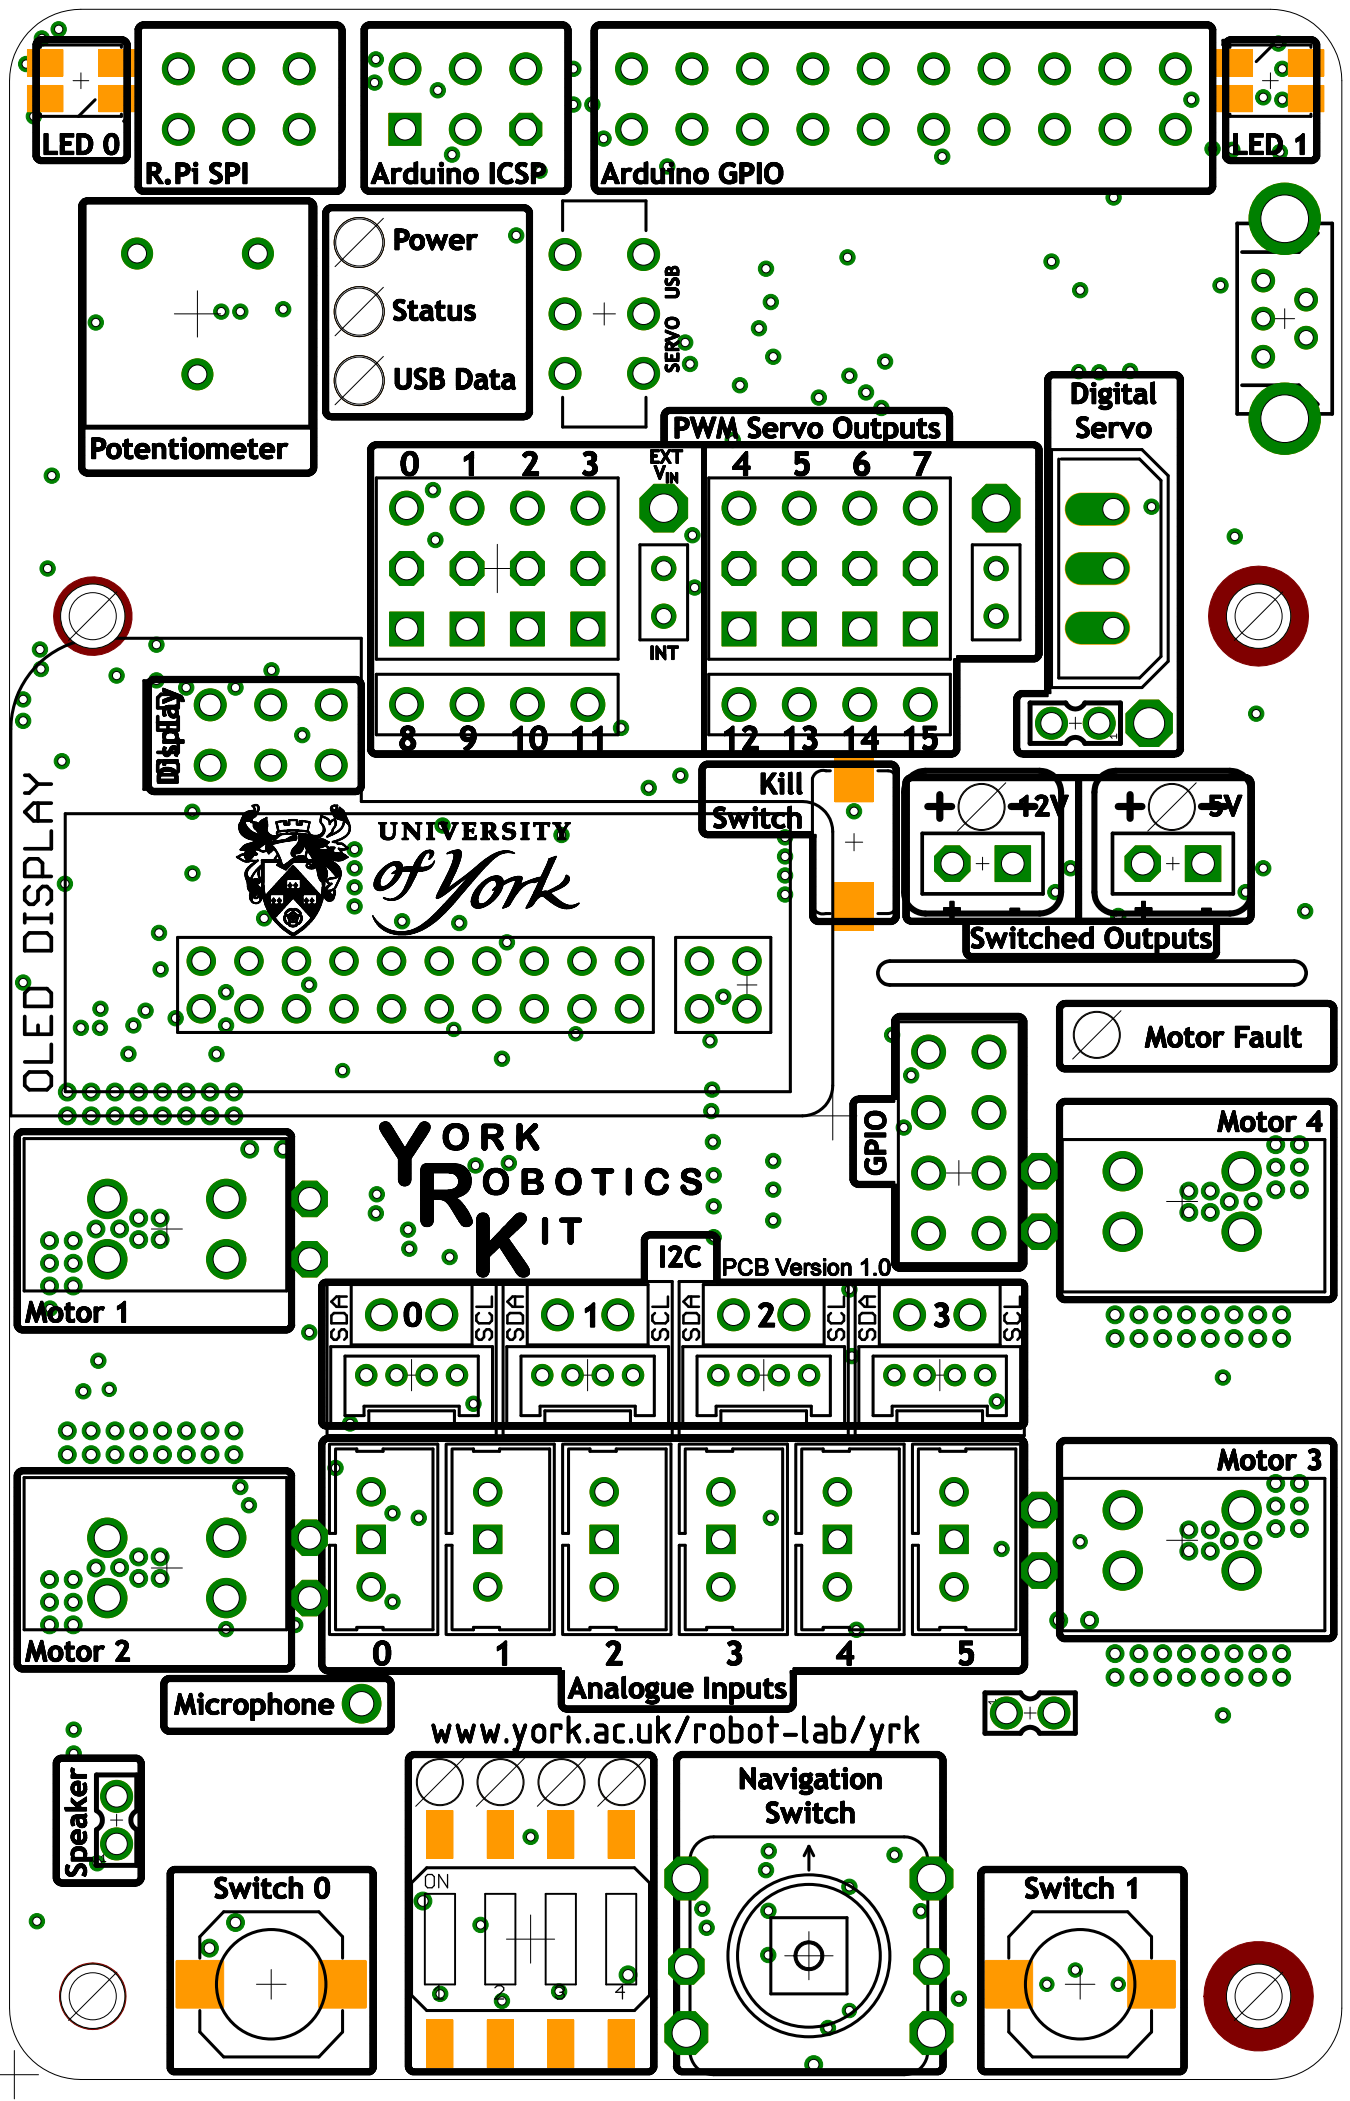 LED 0
R.Pi SPI
Arduino ICSP
Arduino GPIO
LED 1
Power
Status
USB Data
SERVO USB
Potentiometer
PWM Servo Outputs
Digital
Servo
0 1 2 3
EXT
VIN
4 5 6 7
INT
8 9 10 11
12 13 14 15
Display
Kill
Switch
+ - 12V
+ - 5V
+ -
+ -
Switched Outputs
UNIVERSITY
of York
OLED DISPLAY
Motor Fault
GPIO
Motor 4
YORK
ROBOTICS
KIT
I2C
PCB Version 1.0
Motor 1
SDA 0 SCL
SDA 1 SCL
SDA 2 SCL
SDA 3 SCL
Motor 3
Motor 2
0 1 2 3 4 5
Analogue Inputs
Microphone
www.york.ac.uk/robot-lab/yrk
Speaker
Navigation
Switch
Switch 0
ON
1 2 3 4
Switch 1